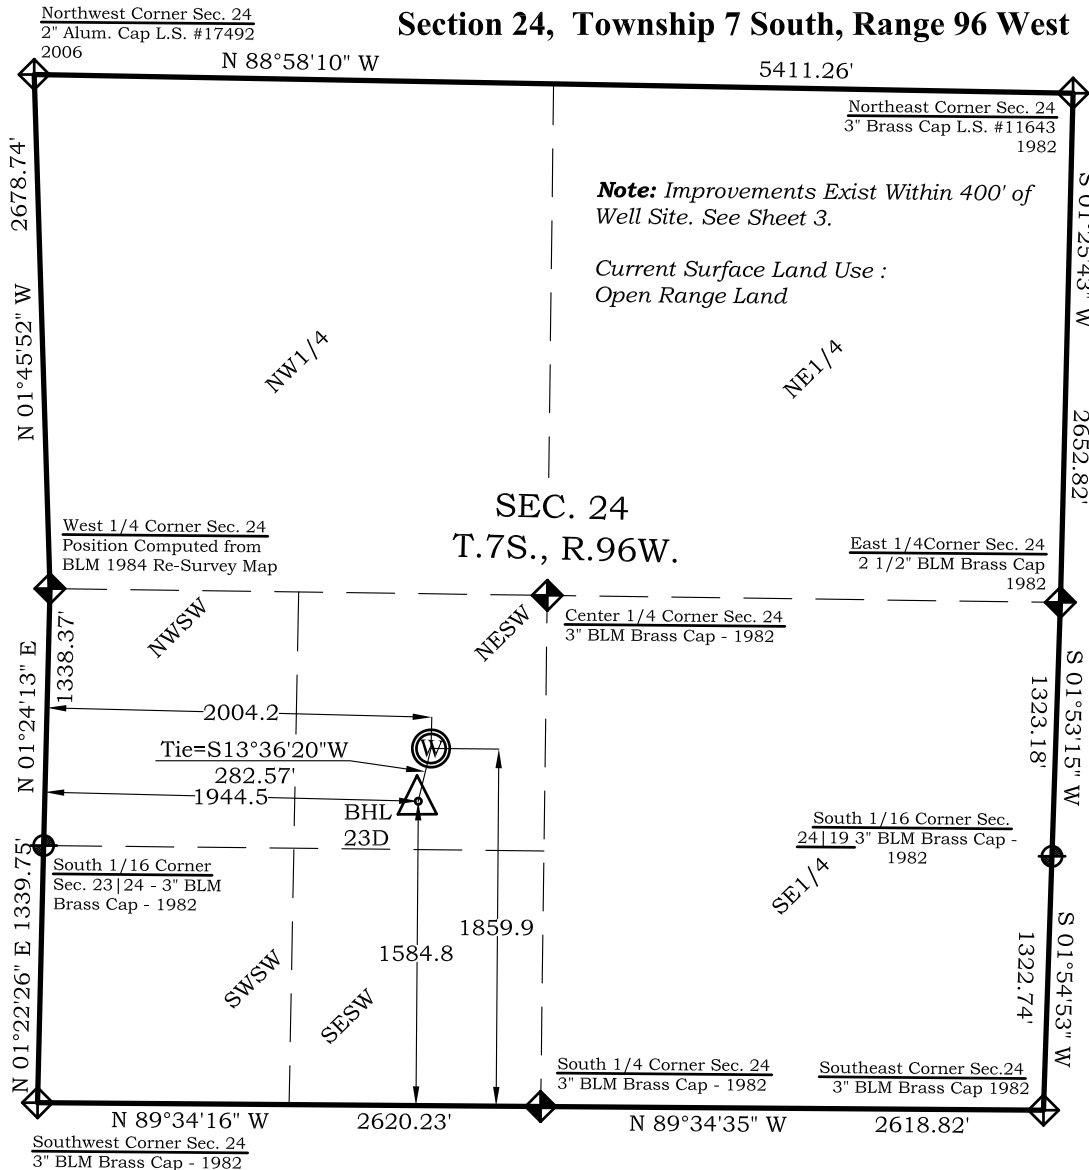 Northwest Corner Sec. 24
2" Alum. Cap L.S. #17492
2006
Section 24,  Township 7 South, Range 96 West
N 88°58'10" W
5411.26'
Northeast Corner Sec. 24
3" Brass Cap L.S. #11643
1982
2678.74'
N 01°45'52" W
S 01°25'43" W
2652.82'
Note: Improvements Exist Within 400' of
Well Site. See Sheet 3.
Current Surface Land Use :
Open Range Land
NW1/4
NE1/4
SEC. 24
T.7S., R.96W.
West 1/4 Corner Sec. 24
Position Computed from
BLM 1984 Re-Survey Map
East 1/4Corner Sec. 24
2 1/2" BLM Brass Cap
1982
Center 1/4 Corner Sec. 24
3" BLM Brass Cap - 1982
NWSW
NESW
N 01°24'13" E
1338.37'
S 01°53'15" W
1323.18'
2004.2
W
Tie=S13°36'20"W
282.57'
1944.5
BHL
23D
South 1/16 Corner
Sec. 23|24 - 3" BLM
Brass Cap - 1982
South 1/16 Corner Sec.
24|19 3" BLM Brass Cap -
1982
SE1/4
1859.9
1584.8
N 01°22'26" E 1339.75'
S 01°54'53" W
1322.74'
SWSW
SESW
South 1/4 Corner Sec. 24
3" BLM Brass Cap - 1982
Southeast Corner Sec.24
3" BLM Brass Cap 1982
N 89°34'16" W
2620.23'
N 89°34'35" W
2618.82'
Southwest Corner Sec. 24
3" BLM Brass Cap - 1982